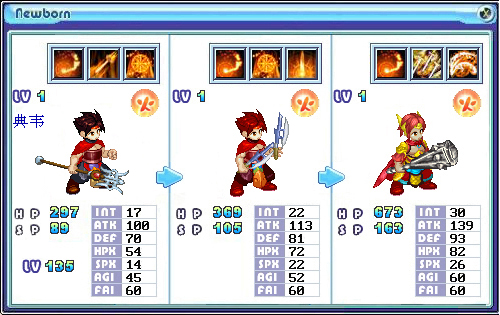 Newborn
LV 1
火
典韦
HP 297
SP 89
LV 135
INT 17
ATK 100
DEF 70
HPX 54
SPX 14
AGI 45
FAI 60
LV 1
火
HP 369
SP 105
INT 22
ATK 113
DEF 81
HPX 72
SPX 22
AGI 52
FAI 60
LV 1
火
HP 673
SP 163
INT 30
ATK 139
DEF 93
HPX 82
SPX 26
AGI 60
FAI 60